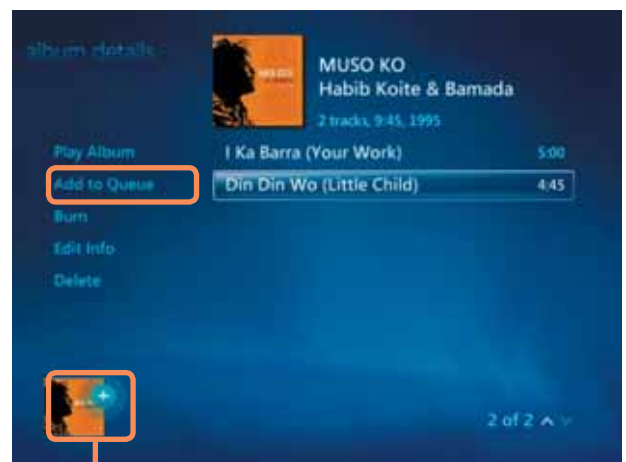 album details
MUSO KO
Habib Koite & Bamada
2 tracks, 9:45, 1995
Play Album
I Ka Barra (Your Work) 5:00
Add to Queue
Din Din Wo (Little Child) 4:45
Burn
Edit Info
Delete
2 of 2